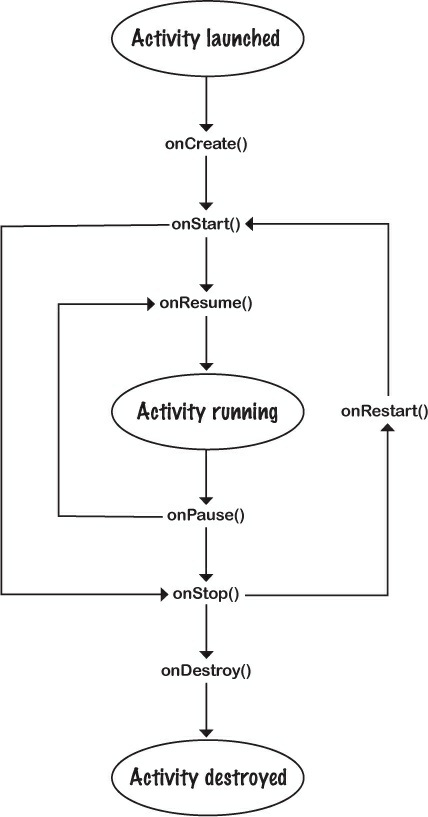 Activity launched
onCreate()
onStart()
onResume()
Activity running
onRestart()
onPause()
onStop()
onDestroy()
Activity destroyed